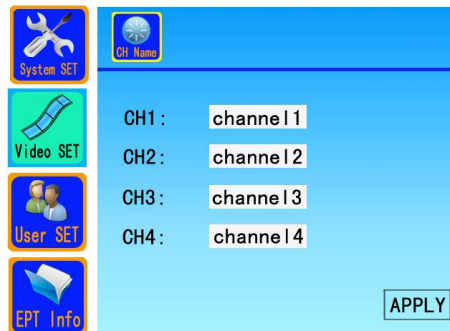 System SET
Video SET
User SET
EPT Info
CH Name
CH1: channel1
CH2: channel2
CH3: channel3
CH4: channel4
APPLY